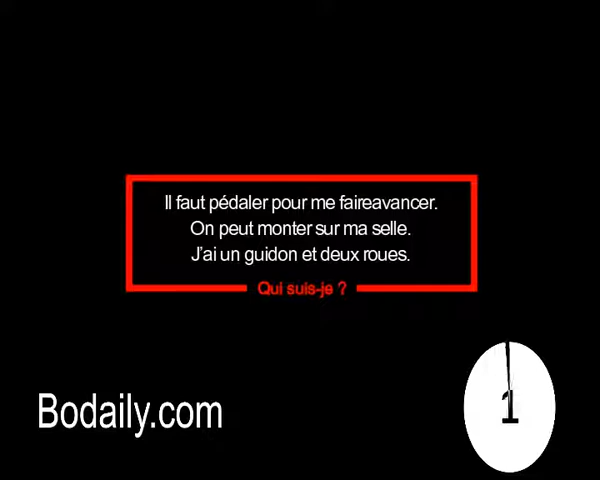 Il faut pédaler pour me faireavancer.
On peut monter sur ma selle.
J'ai un guidon et deux roues.
Qui suis-je ?
Bodaily.com
1